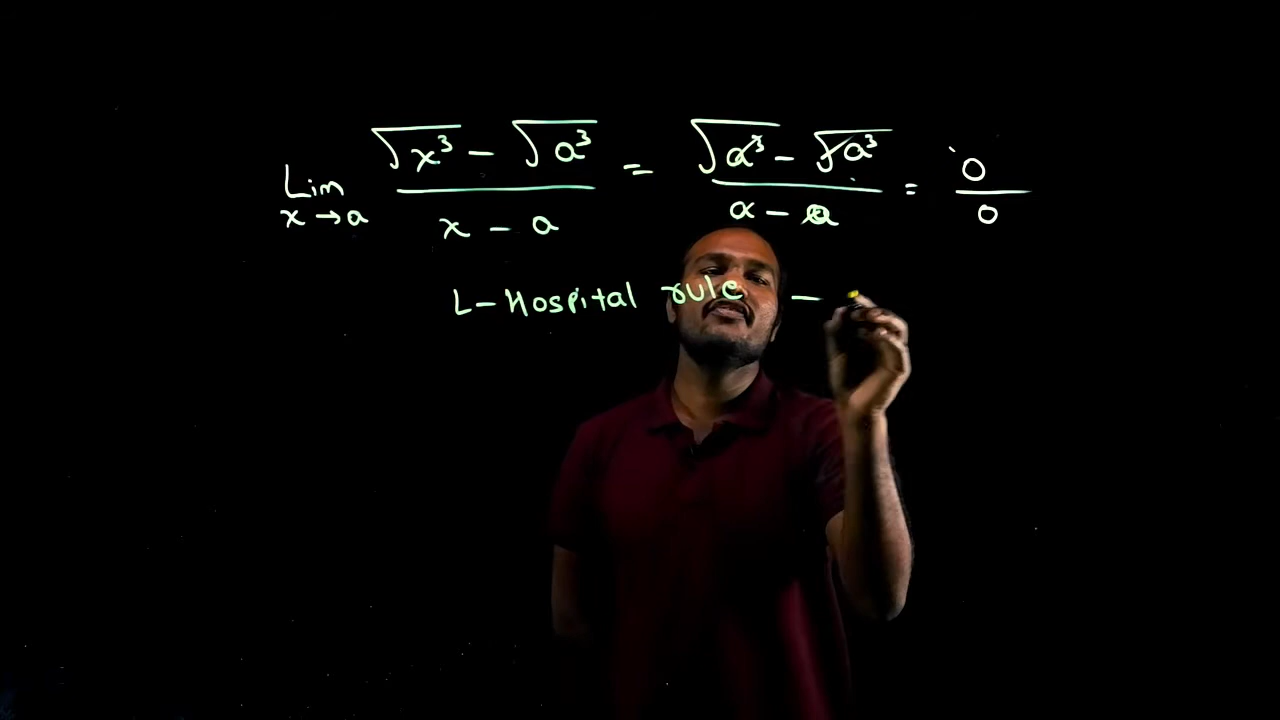 Lim x→a √x³ − √a³ / x − a = √a³ − √a³ / a − a = 0 / 0
L-Hospital rule −